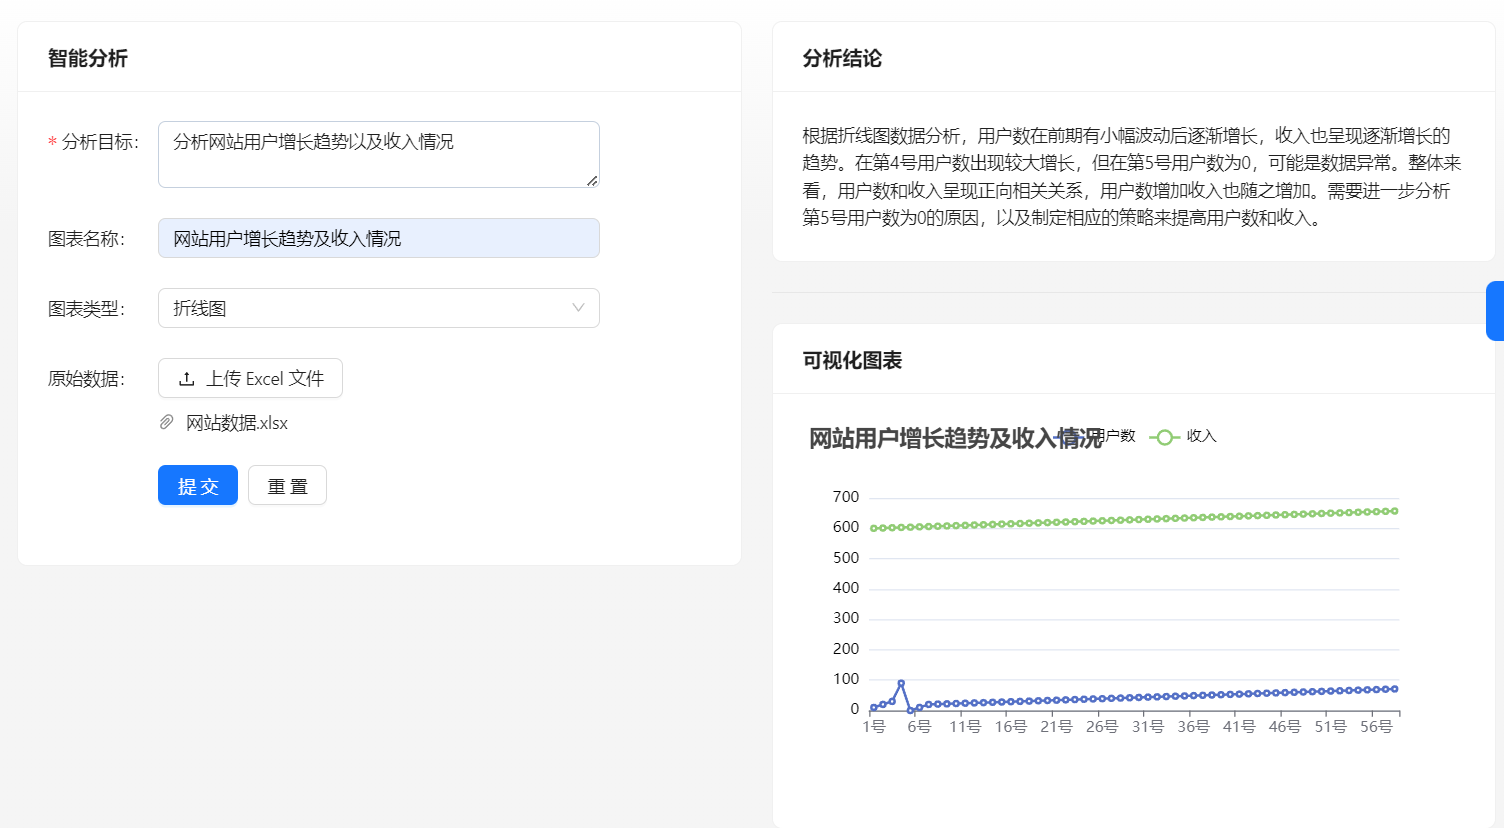 智能分析
* 分析目标:
分析网站用户增长趋势以及收入情况
图表名称:
网站用户增长趋势及收入情况
图表类型:
折线图
原始数据:
上传 Excel 文件
网站数据.xlsx
提 交
重 置
分析结论
根据折线图数据分析，用户数在前期有小幅波动后逐渐增长，收入也呈现逐渐增长的
趋势。在第4号用户数出现较大增长，但在第5号用户数为0，可能是数据异常。整体来
看，用户数和收入呈现正向相关关系，用户数增加收入也随之增加。需要进一步分析
第5号用户数为0的原因，以及制定相应的策略来提高用户数和收入。
可视化图表
网站用户增长趋势及收入情况
用户数
收入
700
600
500
400
300
200
100
0
1号 6号 11号 16号 21号 26号 31号 36号 41号 46号 51号 56号